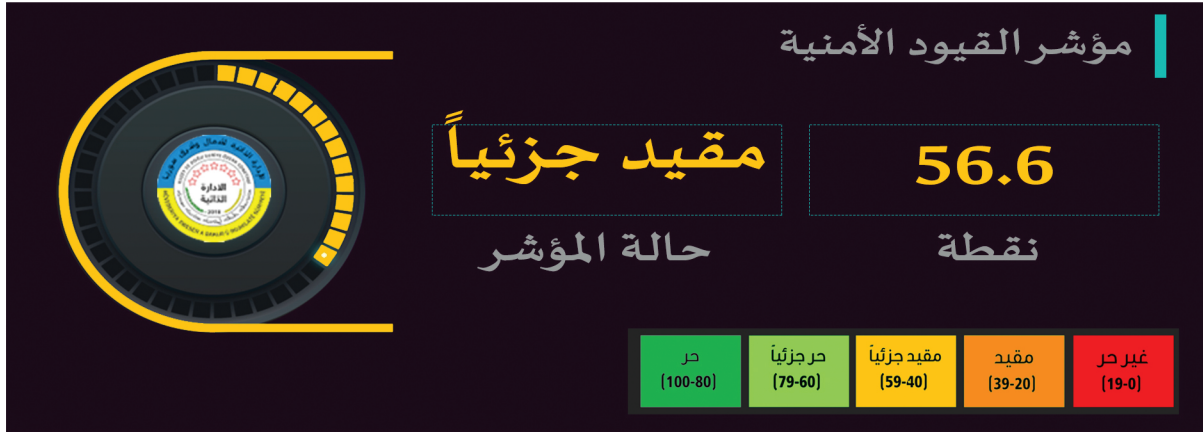 مؤشر القيود الأمنية
56.6
نقطة
مقيد جزئياً
حالة المؤشر
الادارة
الذاتية
2018
غير حر
(19-0)
مقيد
(39-20)
مقيد جزئياً
(59-40)
حر جزئياً
(79-60)
حر
(100-80)